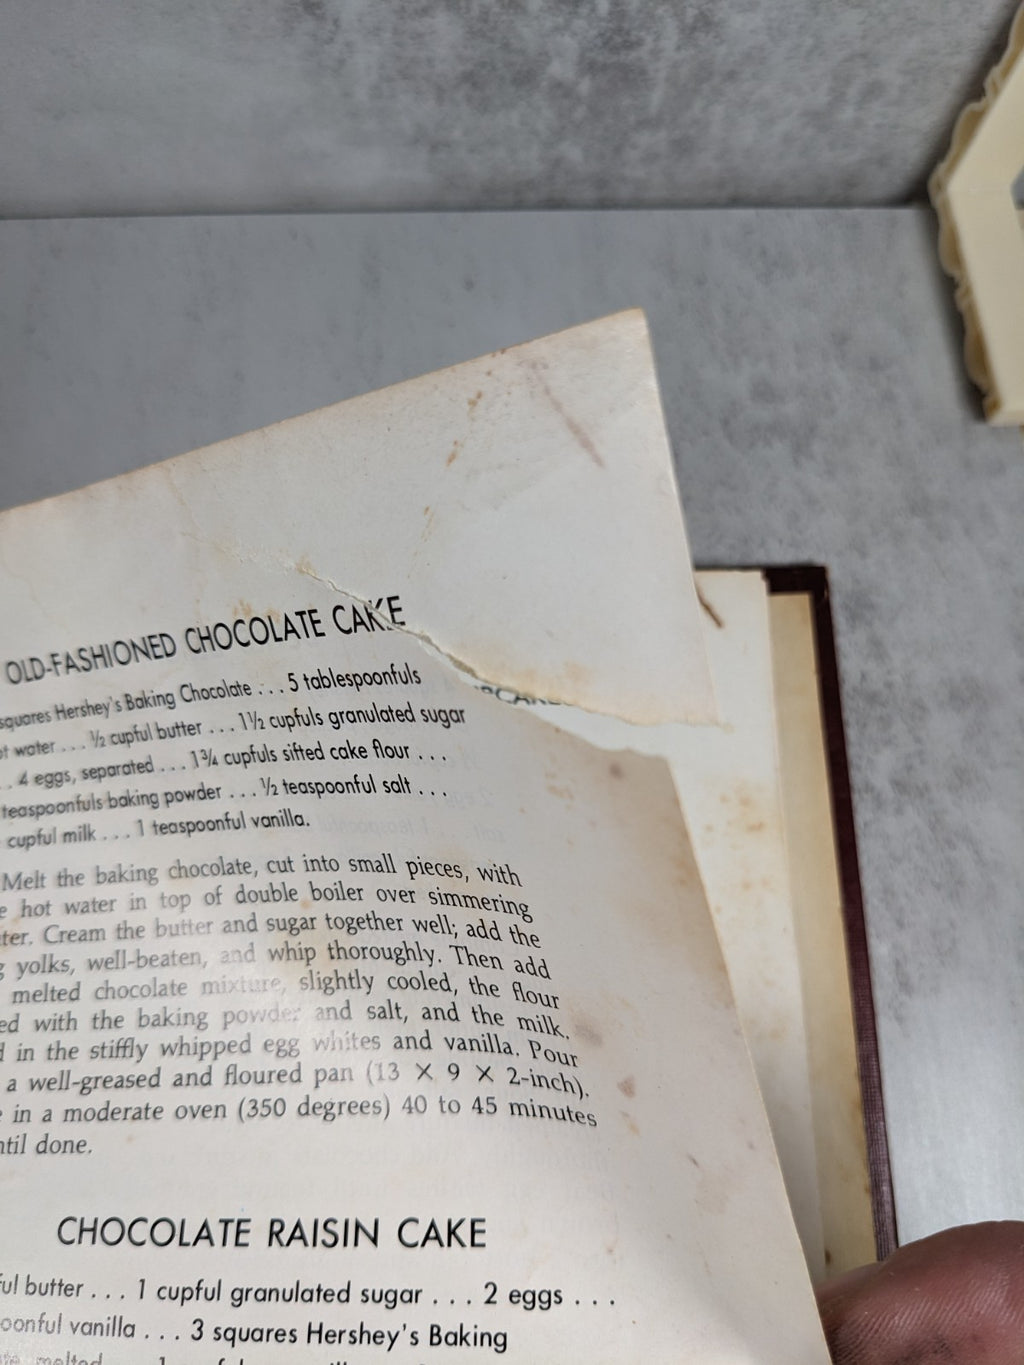 OLD-FASHIONED CHOCOLATE CAKE
squares Hershey's Baking Chocolate . . . 5 tablespoonfuls
water . . . ½ cupful butter . . . 1½ cupfuls granulated sugar
. . 4 eggs, separated . . . 1¾ cupfuls sifted cake flour . . .
teaspoonfuls baking powder . . . ½ teaspoonful salt . . .
cupful milk . . . 1 teaspoonful vanilla.
Melt the baking chocolate, cut into small pieces, with
hot water in top of double boiler over simmering
ter. Cream the butter and sugar together well; add the
yolks, well-beaten, and whip thoroughly. Then add
melted chocolate mixture, slightly cooled, the flour
ed with the baking powder and salt, and the milk.
in the stiffly whipped egg whites and vanilla. Pour
a well-greased and floured pan (13 X 9 X 2-inch).
in a moderate oven (350 degrees) 40 to 45 minutes
ntil done.
CHOCOLATE RAISIN CAKE
ful butter . . . 1 cupful granulated sugar . . . 2 eggs . . .
oonful vanilla . . . 3 squares Hershey's Baking
melted